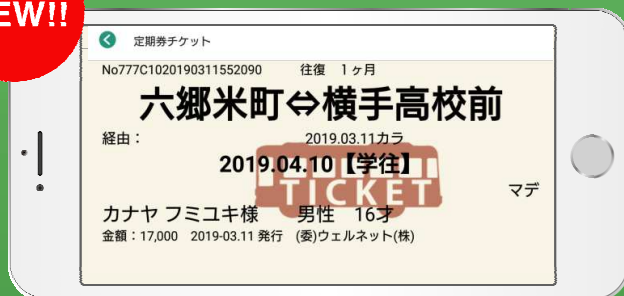 EW!!
定期券チケット
No777C1020190311552090 往復 1ヶ月
六郷米町⇔横手高校前
経由： 2019.03.11カラ
2019.04.10【学往】
TICKET
マデ
カナヤ フミユキ様 男性 16才
金額：17,000 2019-03.11 発行 (委)ウェルネット(株)